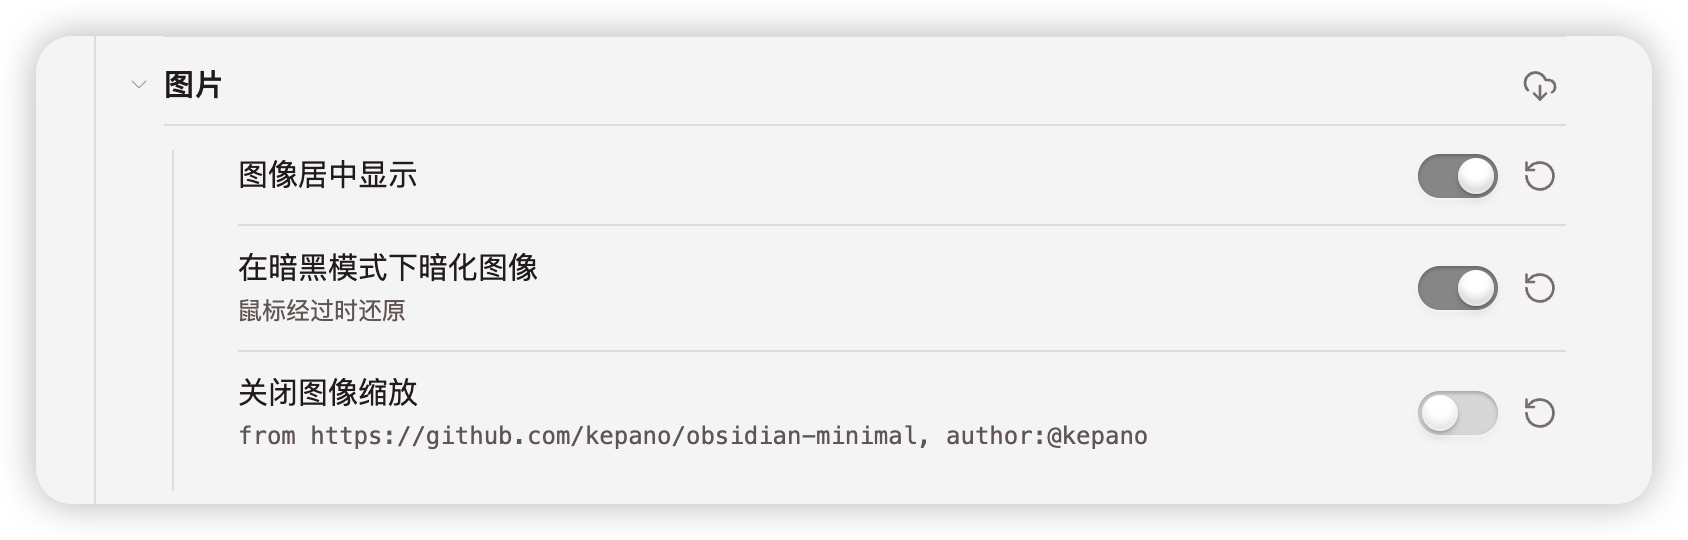 图片
图像居中显示
在暗黑模式下暗化图像
鼠标经过时还原
关闭图像缩放
from https://github.com/kepano/obsidian-minimal, author:@kepano